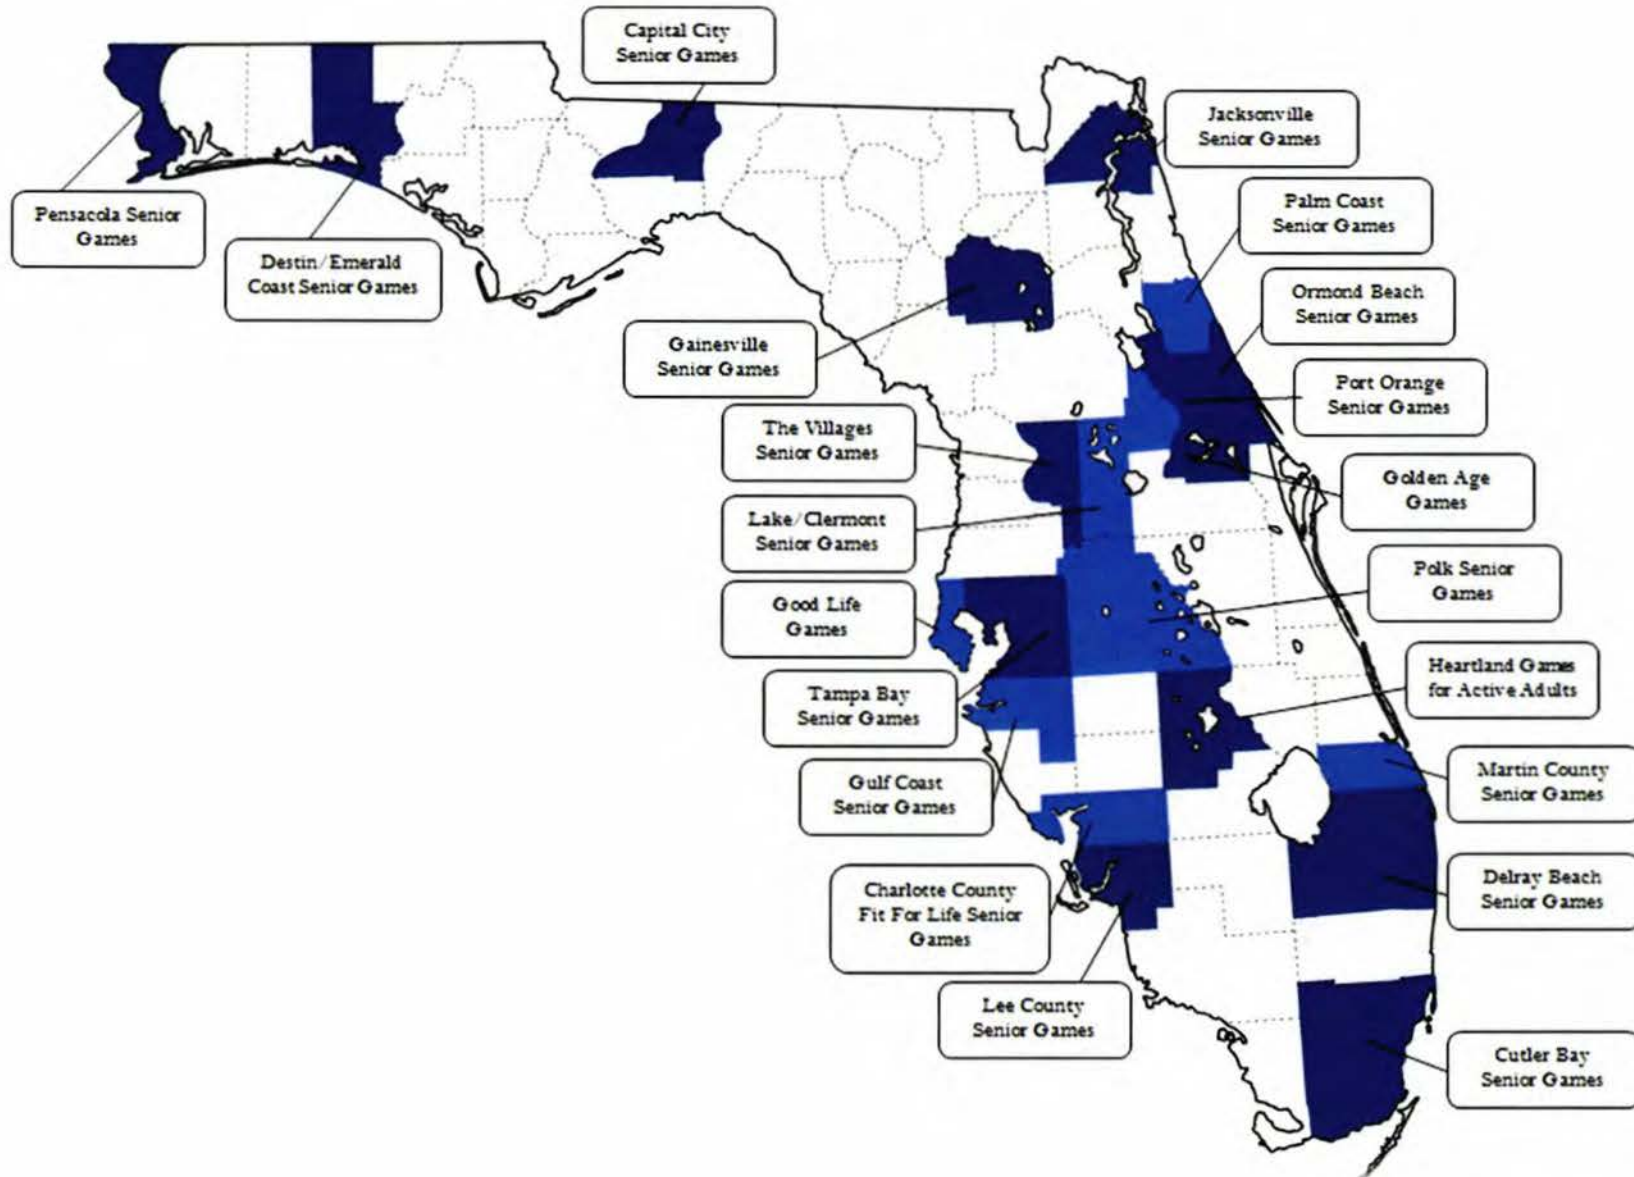 Capital City
Senior Games
Jacksonville
Senior Games
Pensacola Senior
Games
Palm Coast
Senior Games
Destin/Emerald
Coast Senior Games
Ormond Beach
Senior Games
Gainesville
Senior Games
Port Orange
Senior Games
The Villages
Senior Games
Golden Age
Games
Lake/Clermont
Senior Games
Polk Senior
Games
Good Life
Games
Heartland Games
for Active Adults
Tampa Bay
Senior Games
Gulf Coast
Senior Games
Martin County
Senior Games
Charlotte County
Fit For Life Senior
Games
Delray Beach
Senior Games
Lee County
Senior Games
Cutler Bay
Senior Games